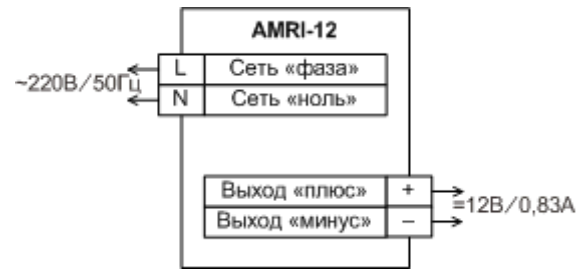 AMRI-12
L Сеть «фаза»
~220В/50Гц
N Сеть «ноль»
Выход «плюс» +
=12В/0,83А
Выход «минус» –